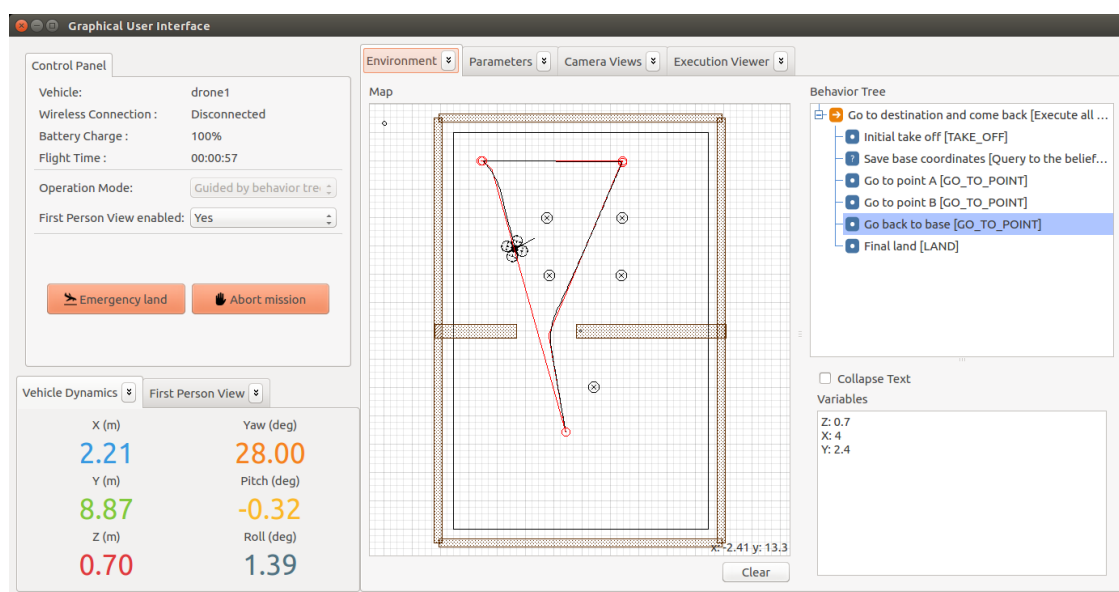 Graphical User Interface
Control Panel
Vehicle: drone1
Wireless Connection : Disconnected
Battery Charge : 100%
Flight Time : 00:00:57
Operation Mode: Guided by behavior tre
First Person View enabled: Yes
Emergency land Abort mission
Vehicle Dynamics First Person View
X (m) Yaw (deg)
2.21 28.00
Y (m) Pitch (deg)
8.87 -0.32
Z (m) Roll (deg)
0.70 1.39
Environment Parameters Camera Views Execution Viewer
Map
x: -2.41 y: 13.3
Clear
Behavior Tree
Go to destination and come back [Execute all ...
Initial take off [TAKE_OFF]
Save base coordinates [Query to the belief...
Go to point A [GO_TO_POINT]
Go to point B [GO_TO_POINT]
Go back to base [GO_TO_POINT]
Final land [LAND]
Collapse Text
Variables
Z: 0.7
X: 4
Y: 2.4